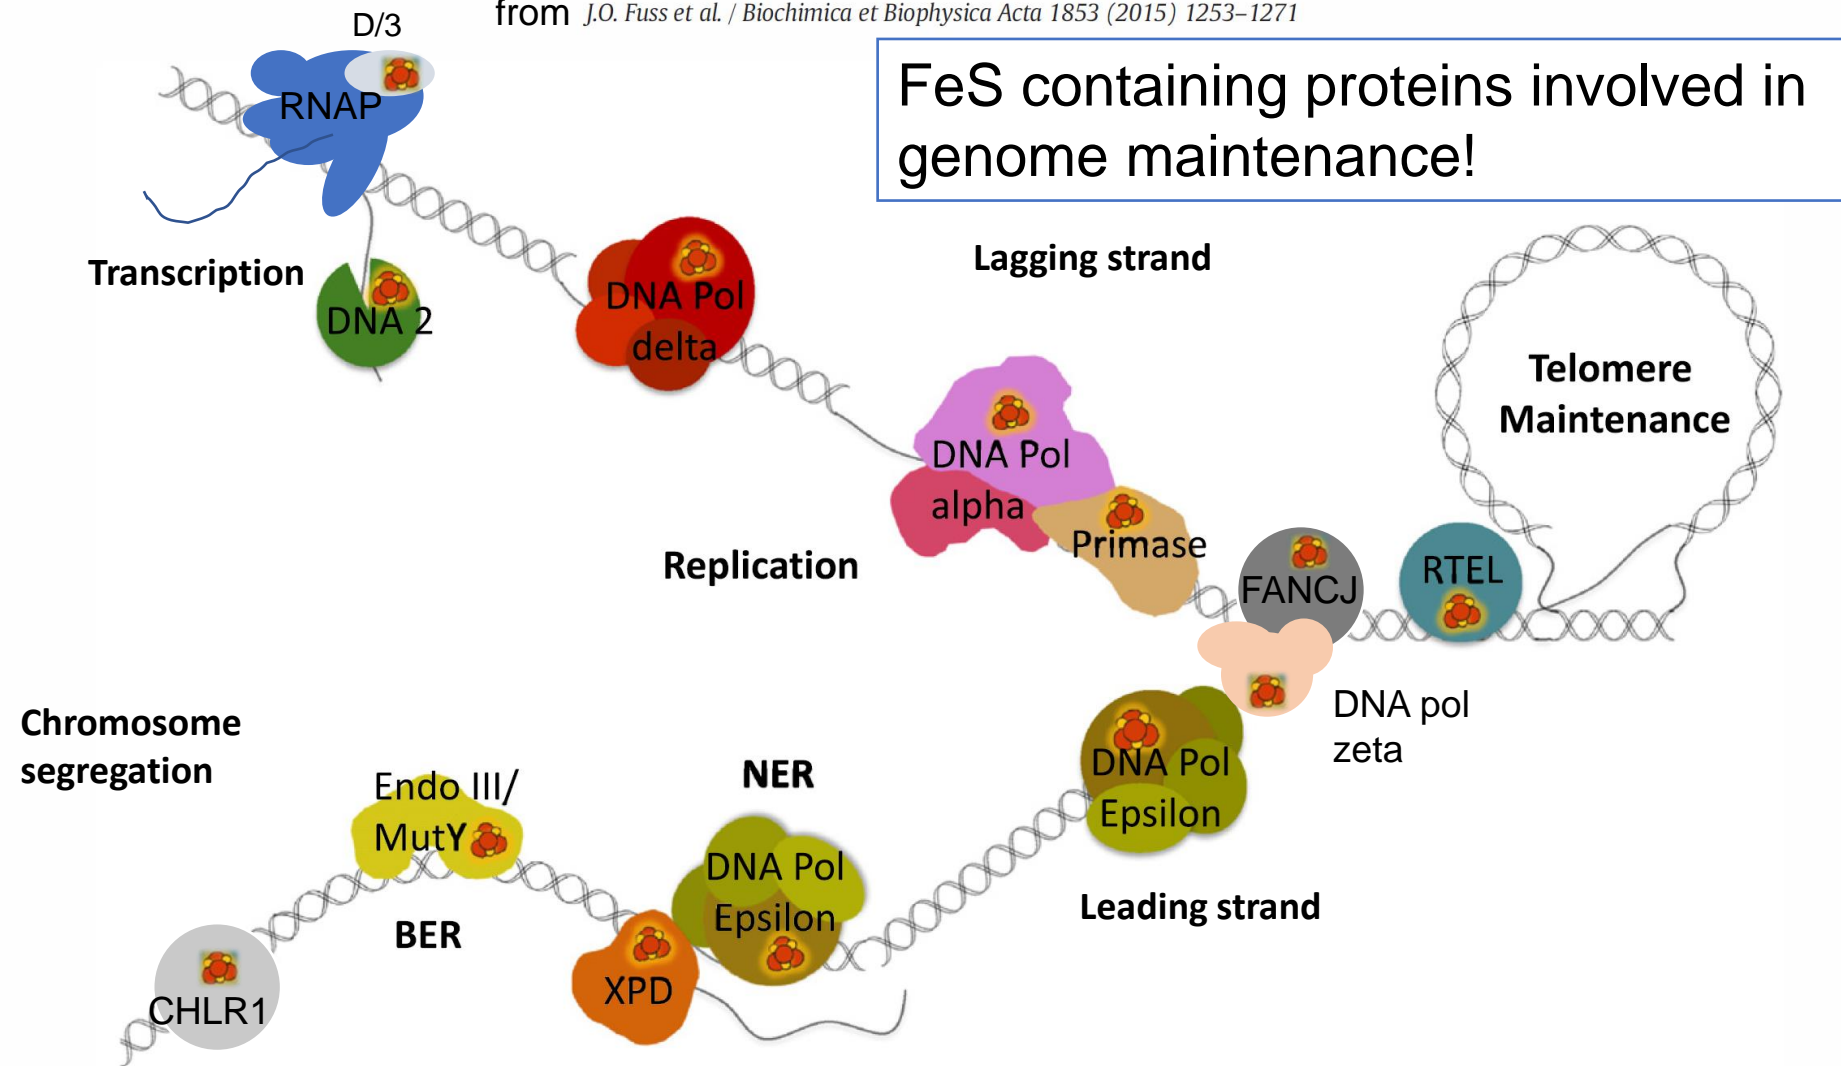 from J.O. Fuss et al. / Biochimica et Biophysica Acta 1853 (2015) 1253–1271
D/3
RNAP
FeS containing proteins involved in
genome maintenance!
Transcription
DNA 2
DNA Pol
delta
Lagging strand
Telomere
Maintenance
DNA Pol
alpha
Primase
Replication
FANCJ
RTEL
DNA pol
zeta
DNA Pol
Epsilon
Leading strand
Chromosome
segregation
Endo III/
MutY
BER
NER
DNA Pol
Epsilon
XPD
CHLR1